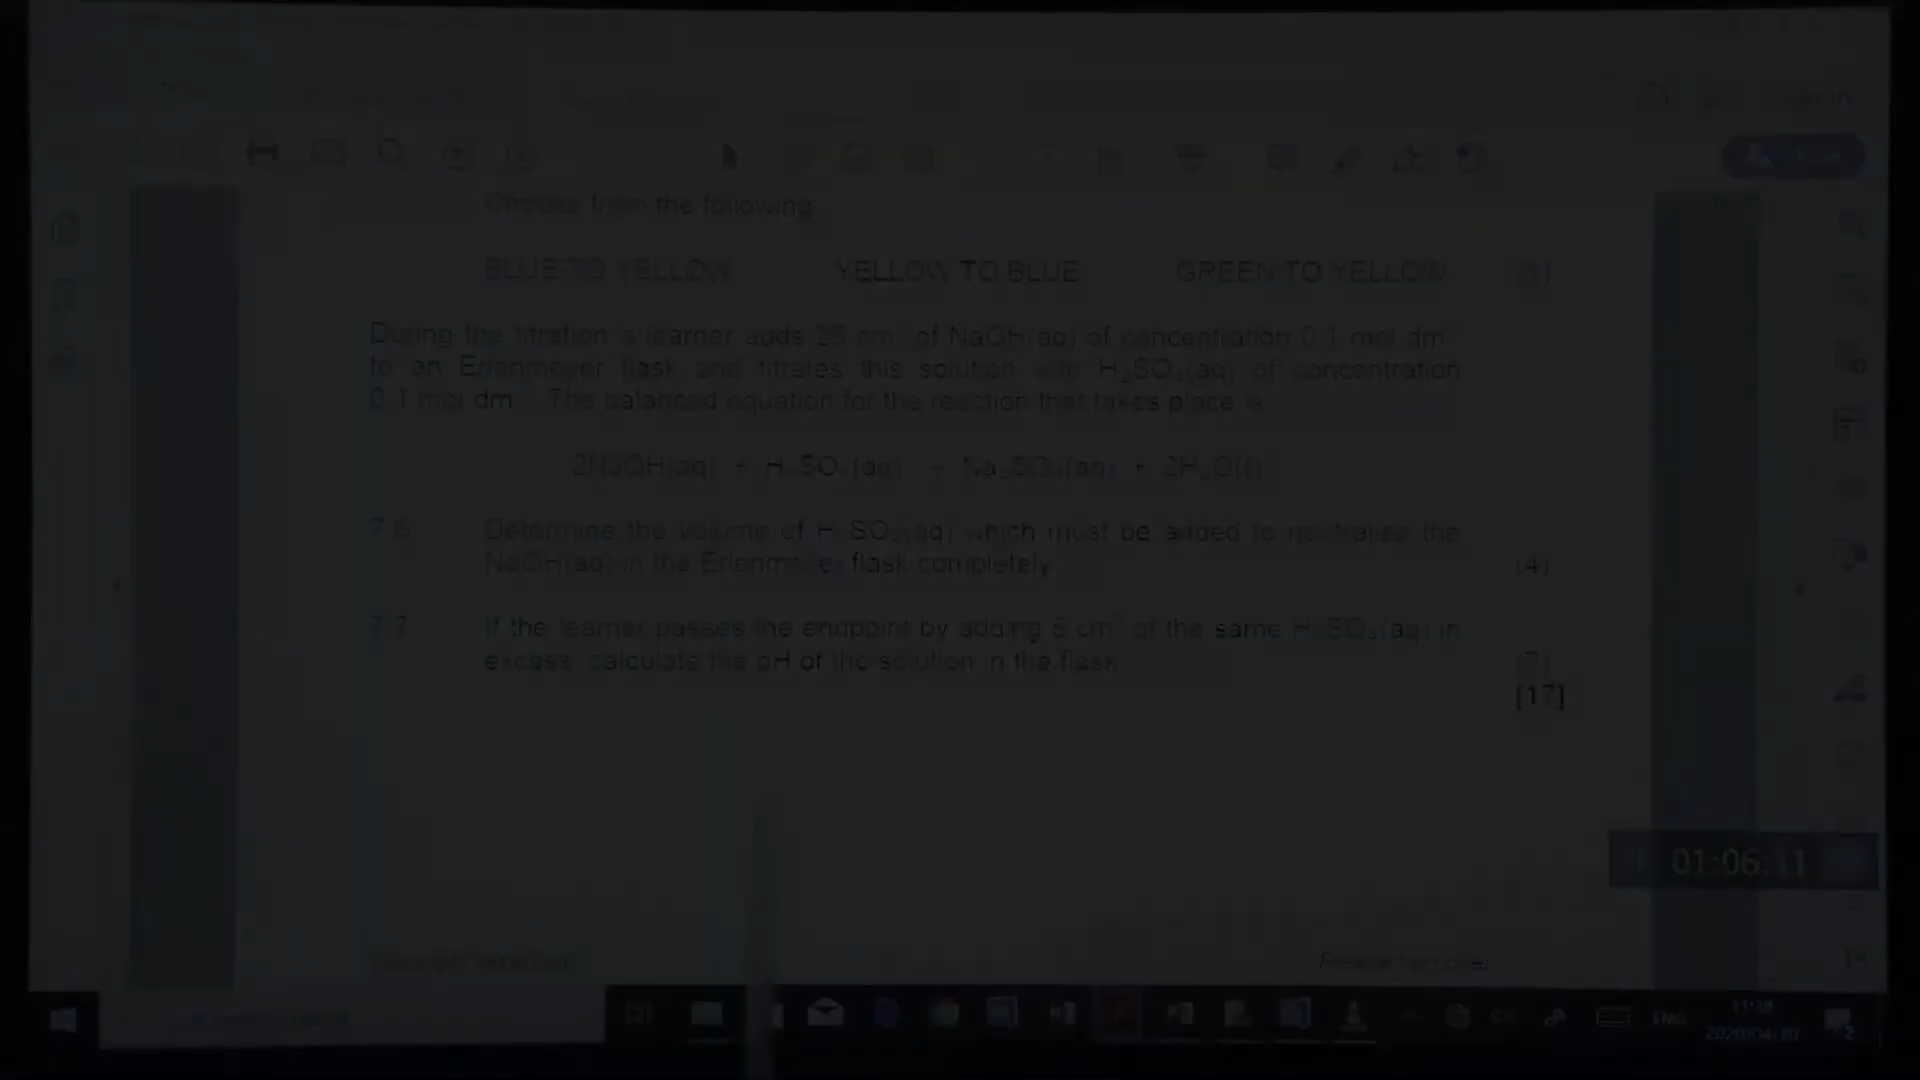 Choose from the following
BLUE TO YELLOW YELLOW TO BLUE GREEN TO YELLOW
During the titration a learner adds 25 cm³ of NaOH(aq) of concentration 0,1 mol·dm⁻³
to an Erlenmeyer flask and titrates this solution with H₂SO₄(aq) of concentration
0,1 mol·dm⁻³. The balanced equation for the reaction that takes place is
2NaOH(aq) + H₂SO₄(aq) → Na₂SO₄(aq) + 2H₂O(ℓ)
7.6 Determine the volume of H₂SO₄(aq) which must be added to neutralise the
NaOH(aq) in the Erlenmeyer flask completely (4)
7.7 If the learner passes the endpoint by adding 5 cm³ of the same H₂SO₄(aq) in
excess, calculate the pH of the solution in the flask (7)
[17]
01:06:11
Copyright reserved
ENG